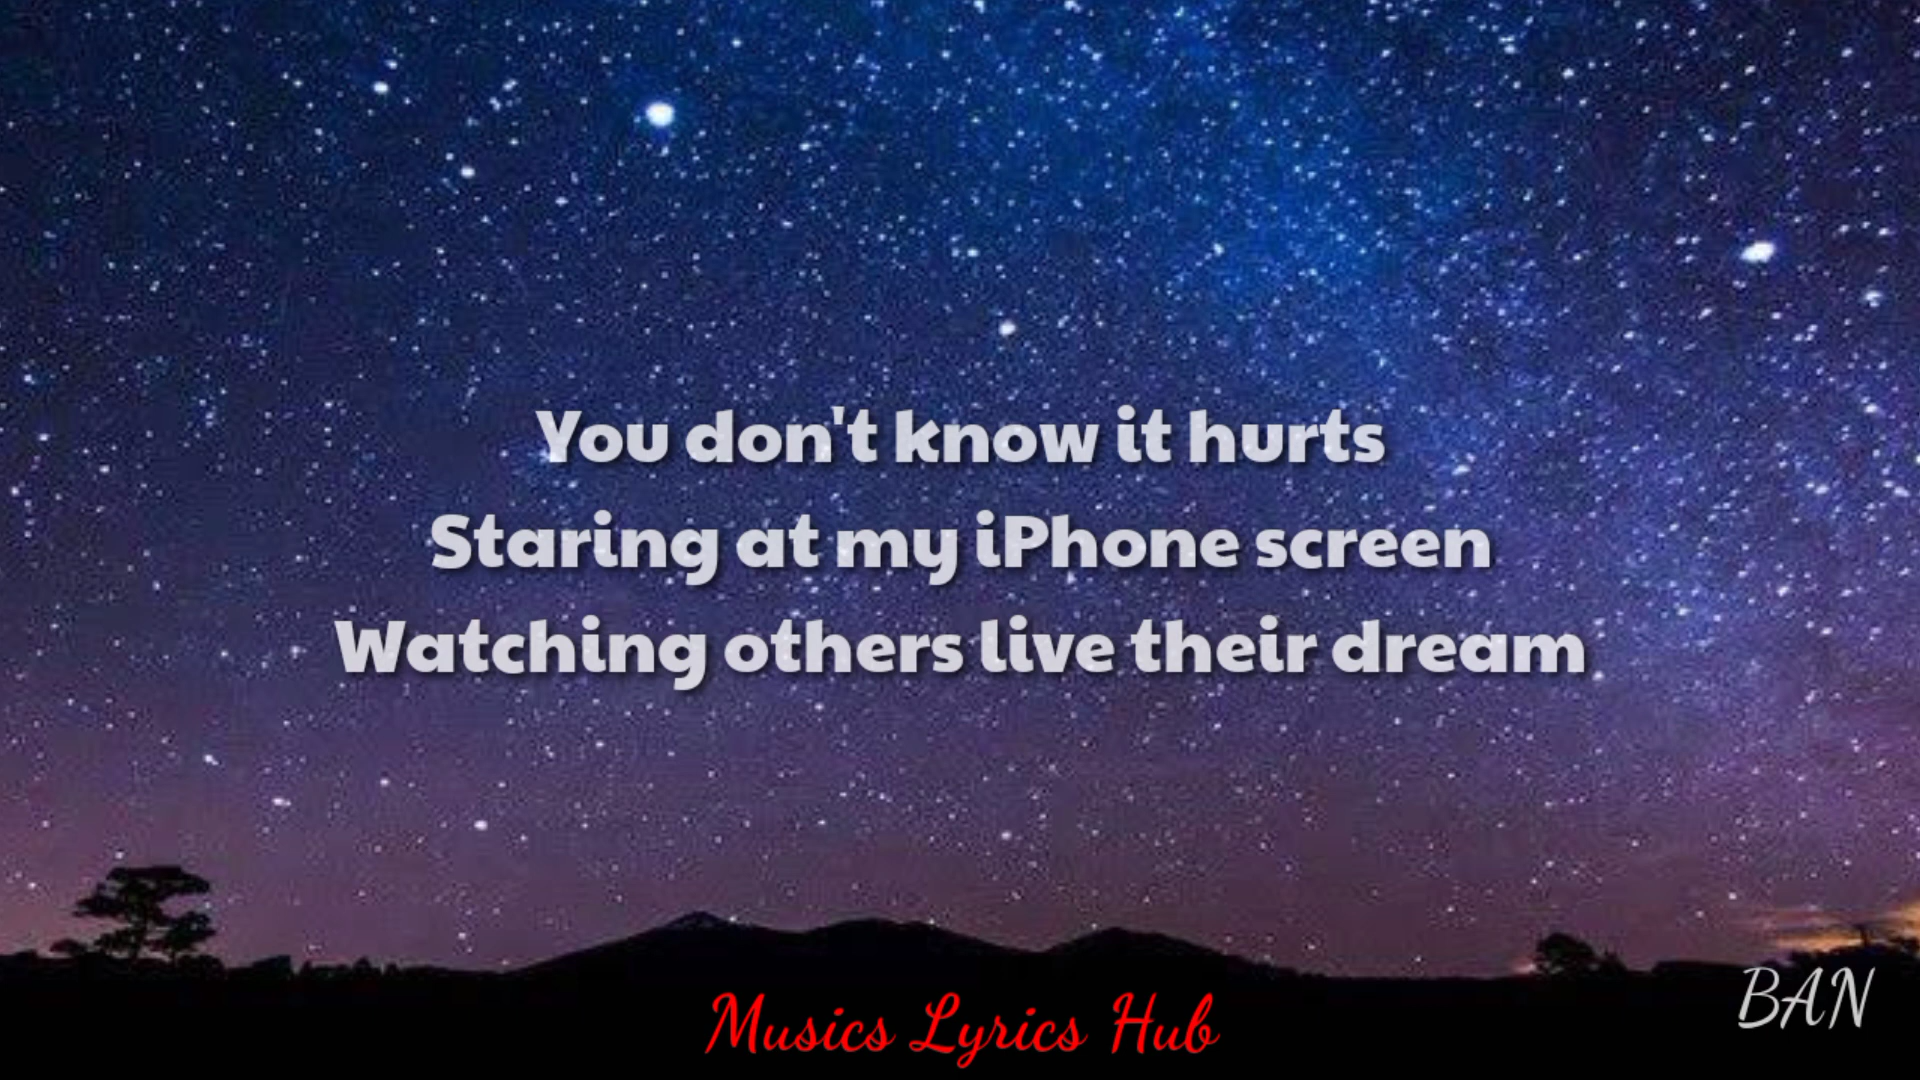 You don't know it hurts
Staring at my iPhone screen
Watching others live their dream
Musics Lyrics Hub
BAN